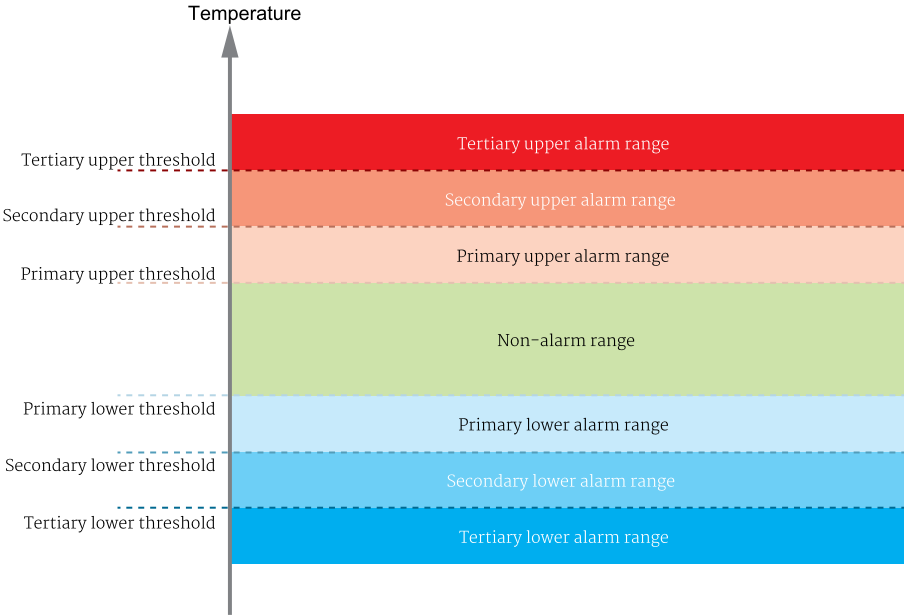 Temperature
Tertiary upper alarm range
Tertiary upper threshold
Secondary upper alarm range
Secondary upper threshold
Primary upper alarm range
Primary upper threshold
Non-alarm range
Primary lower threshold
Primary lower alarm range
Secondary lower threshold
Secondary lower alarm range
Tertiary lower threshold
Tertiary lower alarm range